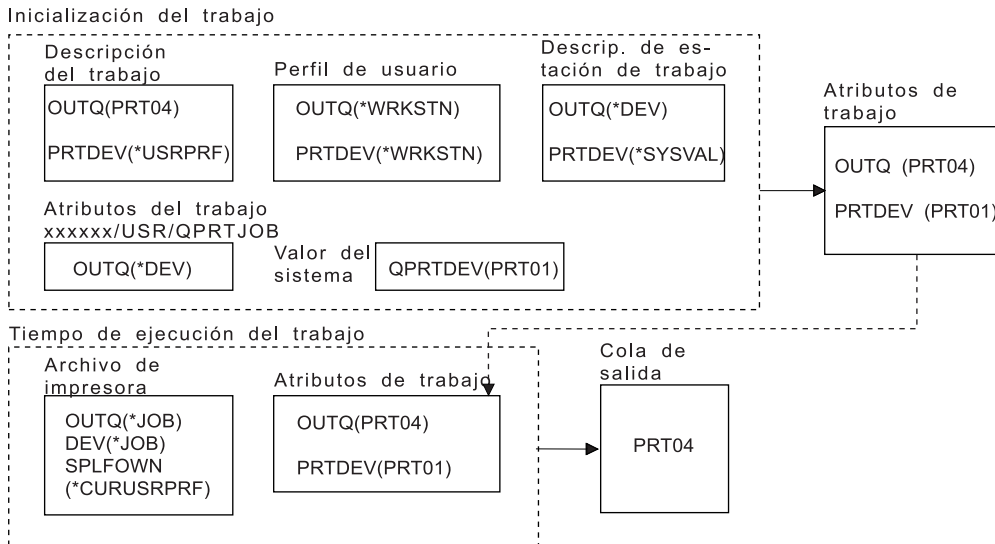 Inicialización del trabajo
Descripción
del trabajo
OUTQ(PRT04)
PRTDEV(*USRPRF)
Perfil de usuario
OUTQ(*WRKSTN)
PRTDEV(*WRKSTN)
Descrip. de es-
tación de trabajo
OUTQ(*DEV)
PRTDEV(*SYSVAL)
Atributos de
trabajo
OUTQ (PRT04)
PRTDEV (PRT01)
Atributos del trabajo
xxxxxx/USR/QPRTJOB
OUTQ(*DEV)
Valor del
sistema
QPRTDEV(PRT01)
Tiempo de ejecución del trabajo
Archivo de
impresora
OUTQ(*JOB)
DEV(*JOB)
SPLFOWN
(*CURUSRPRF)
Atributos de trabajo
OUTQ(PRT04)
PRTDEV(PRT01)
Cola de
salida
PRT04